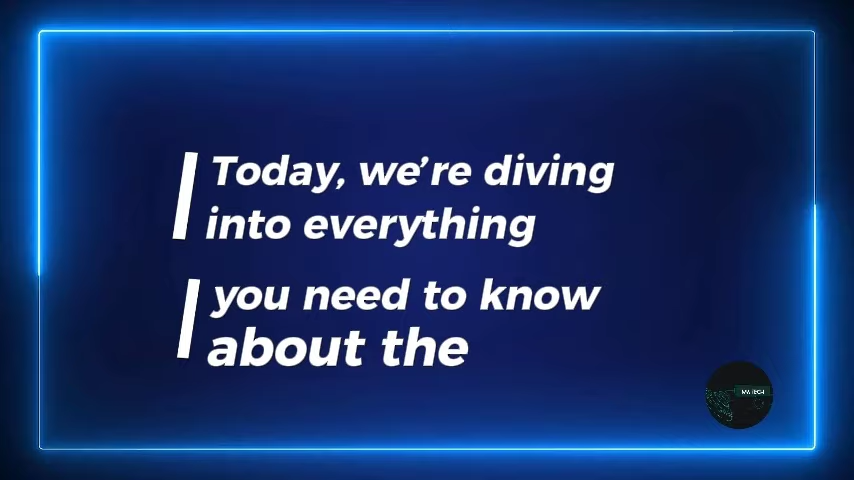 Today, we're diving
into everything
you need to know
about the